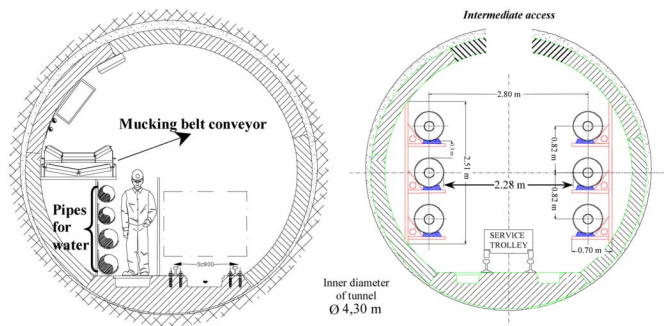 Mucking belt conveyor
Pipes
for
water
Sc900
Intermediate access
2.80 m
0.82 m
2.51 m
2.28 m
0.82 m
SERVICE
TROLLEY
0.70 m
Inner diameter
of tunnel
Ø 4,30 m